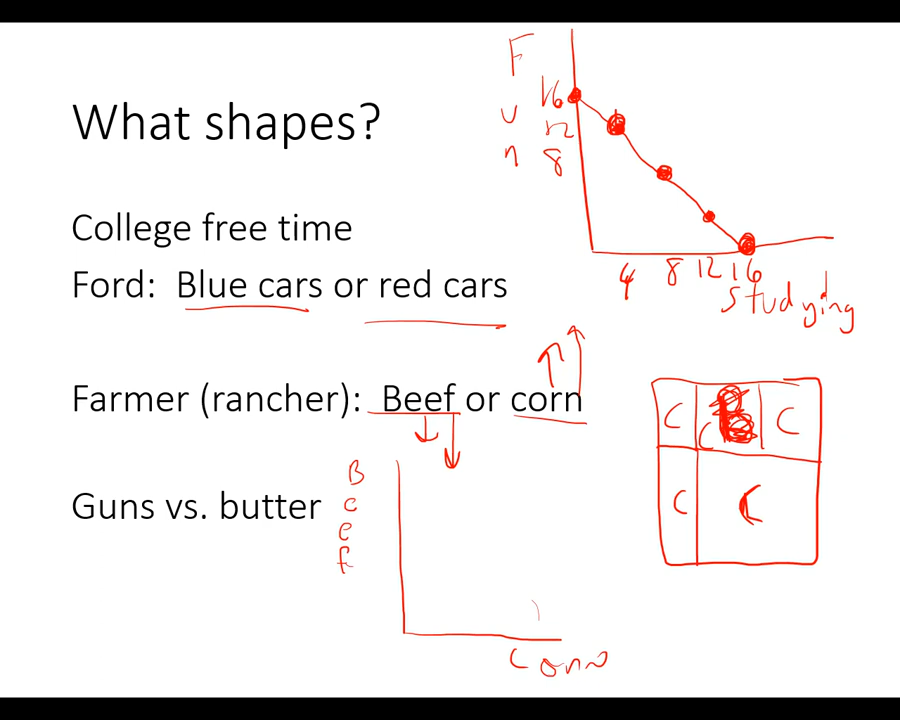 What shapes?
College free time
Ford: Blue cars or red cars
Farmer (rancher): Beef or corn
Guns vs. butter
F
u
n
16
12
8
4 8 12 16
Studying
C C C
C C
B
e
e
f
Corn